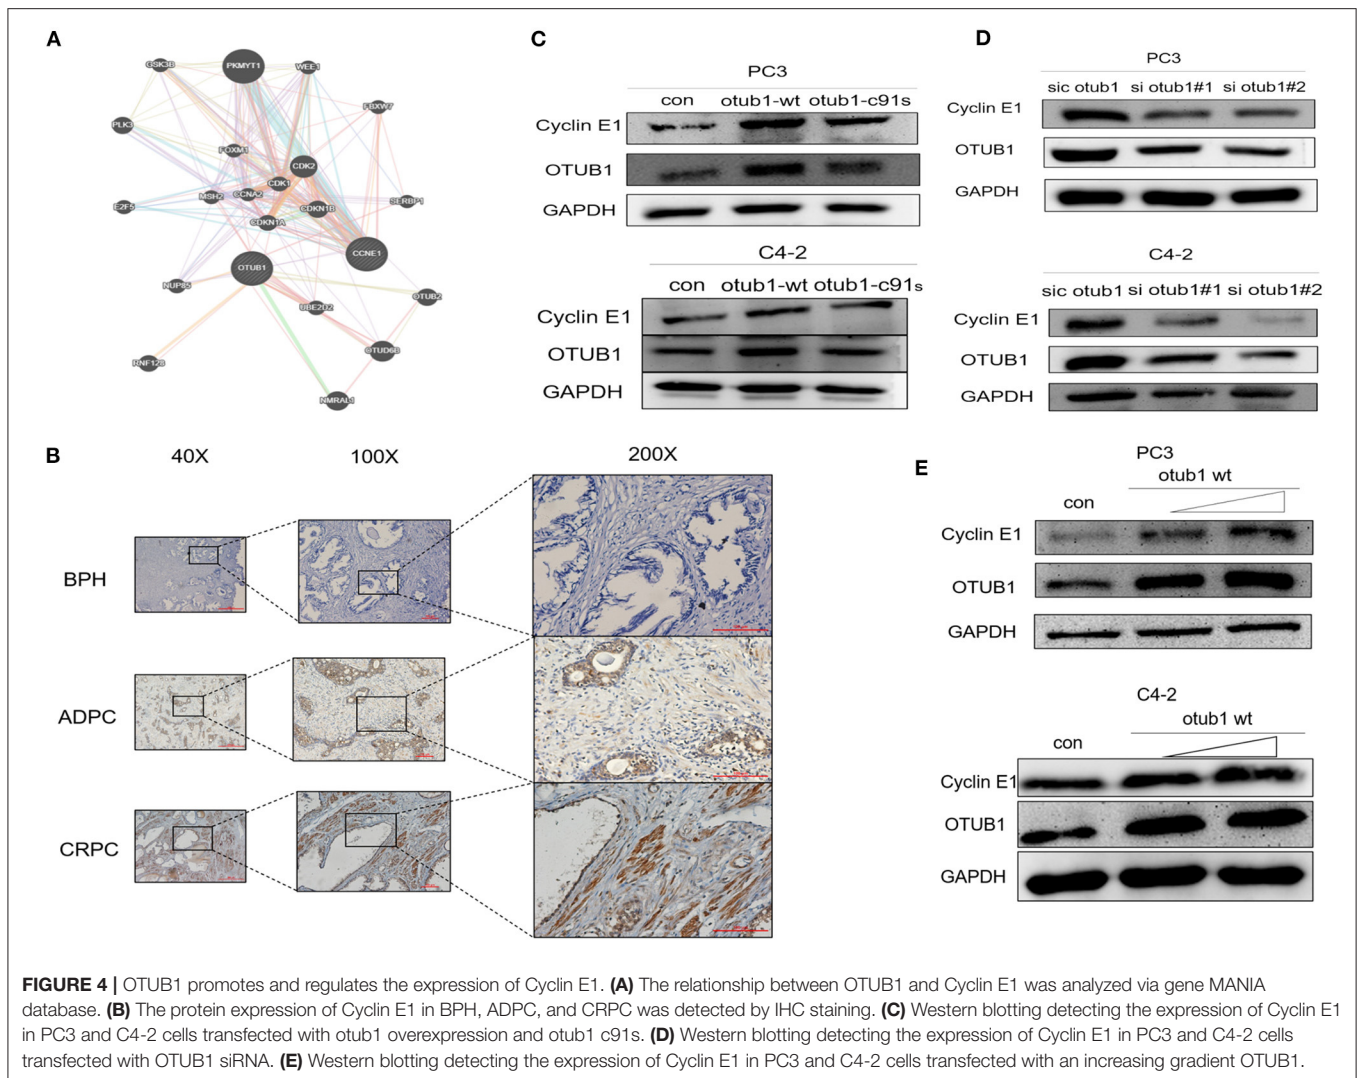 A
GSK3B
PKMYT1
WEE1
FBXW7
PLK3
FOXM1
CDK2
CDK1
MSH2
CCNA2
E2F5
CDKN1B
SERBP1
CDKN1A
CCNE1
OTUB1
NUP85
OTUB2
UBE2D2
RNF128
OTUD6B
NMRAL1
B
40X 100X 200X
BPH
ADPC
CRPC
C
PC3
con otub1-wt otub1-c91s
Cyclin E1
OTUB1
GAPDH
C4-2
con otub1-wt otub1-c91s
Cyclin E1
OTUB1
GAPDH
D
PC3
sic otub1 si otub1#1 si otub1#2
Cyclin E1
OTUB1
GAPDH
C4-2
sic otub1 si otub1#1 si otub1#2
Cyclin E1
OTUB1
GAPDH
E
PC3
otub1 wt
con
Cyclin E1
OTUB1
GAPDH
C4-2
otub1 wt
con
Cyclin E1
OTUB1
GAPDH
FIGURE 4 | OTUB1 promotes and regulates the expression of Cyclin E1. (A) The relationship between OTUB1 and Cyclin E1 was analyzed via gene MANIA
database. (B) The protein expression of Cyclin E1 in BPH, ADPC, and CRPC was detected by IHC staining. (C) Western blotting detecting the expression of Cyclin E1
in PC3 and C4-2 cells transfected with otub1 overexpression and otub1 c91s. (D) Western blotting detecting the expression of Cyclin E1 in PC3 and C4-2 cells
transfected with OTUB1 siRNA. (E) Western blotting detecting the expression of Cyclin E1 in PC3 and C4-2 cells transfected with an increasing gradient OTUB1.